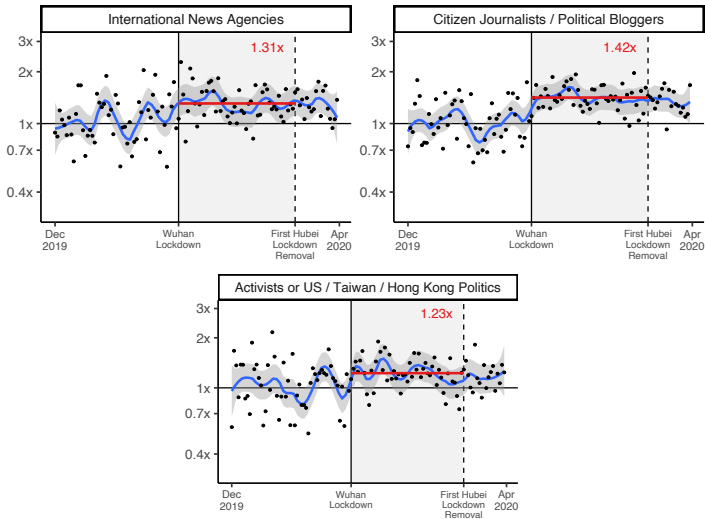 International News Agencies
3x
2x
1x
0.7x
0.4x
1.31x
Dec
2019
Wuhan
Lockdown
First Hubei
Lockdown
Removal
Apr
2020
Citizen Journalists / Political Bloggers
3x
2x
1x
0.7x
0.4x
1.42x
Dec
2019
Wuhan
Lockdown
First Hubei
Lockdown
Removal
Apr
2020
Activists or US / Taiwan / Hong Kong Politics
3x
2x
1x
0.7x
0.4x
1.23x
Dec
2019
Wuhan
Lockdown
First Hubei
Lockdown
Removal
Apr
2020